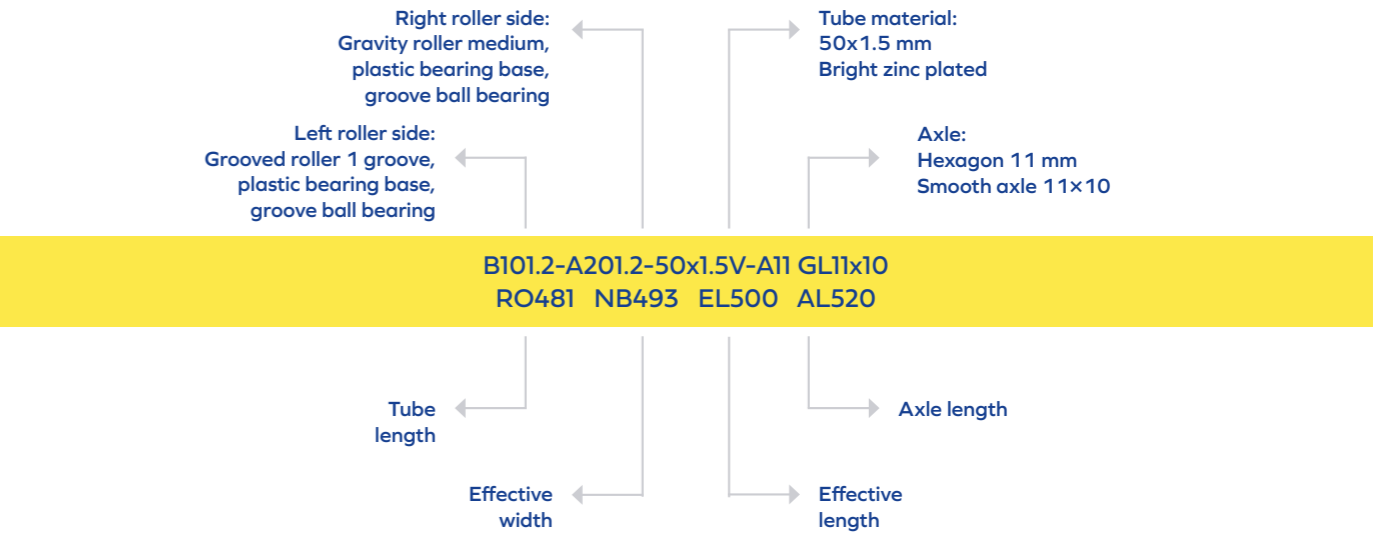 Right roller side:
Gravity roller medium,
plastic bearing base,
groove ball bearing
Tube material:
50x1.5 mm
Bright zinc plated
Left roller side:
Grooved roller 1 groove,
plastic bearing base,
groove ball bearing
Axle:
Hexagon 11 mm
Smooth axle 11×10
B101.2-A201.2-50x1.5V-A11 GL11x10
RO481 NB493 EL500 AL520
Tube
length
Axle length
Effective
width
Effective
length